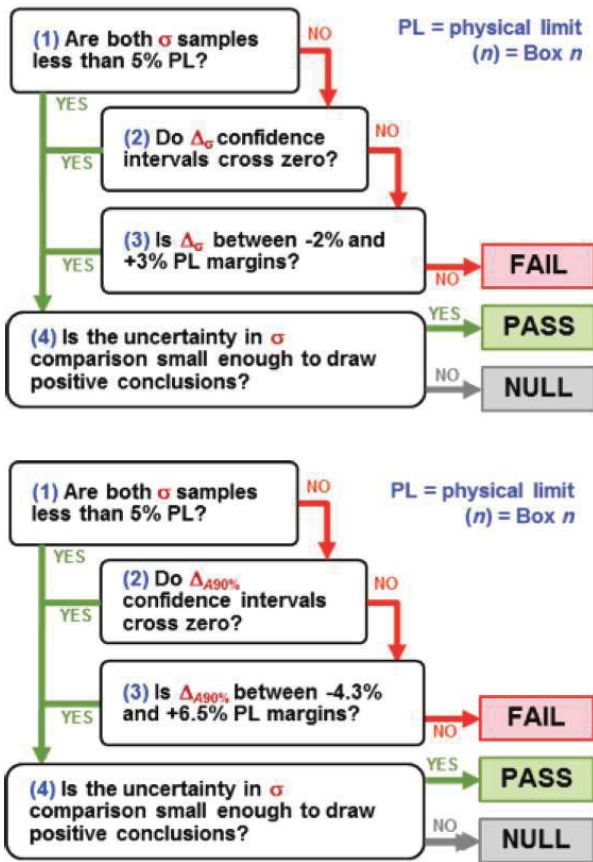 (1) Are both σ samples
less than 5% PL?
NO
PL = physical limit
(n) = Box n
YES
(2) Do Δσ confidence
intervals cross zero?
NO
YES
(3) Is Δσ between -2% and
+3% PL margins?
YES
NO
FAIL
(4) Is the uncertainty in σ
comparison small enough to draw
positive conclusions?
YES
PASS
NO
NULL
(1) Are both σ samples
less than 5% PL?
NO
PL = physical limit
(n) = Box n
YES
(2) Do ΔA90%
confidence intervals
cross zero?
NO
YES
(3) Is ΔA90% between -4.3%
and +6.5% PL margins?
YES
NO
FAIL
(4) Is the uncertainty in σ
comparison small enough to draw
positive conclusions?
YES
PASS
NO
NULL